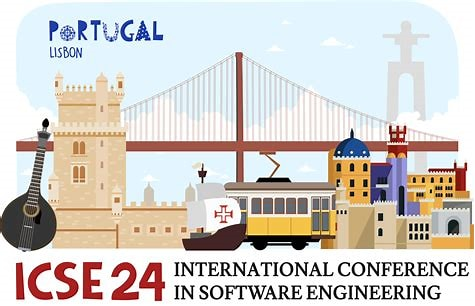 PORTUGAL
LISBON
ICSE 24 INTERNATIONAL CONFERENCE
IN SOFTWARE ENGINEERING